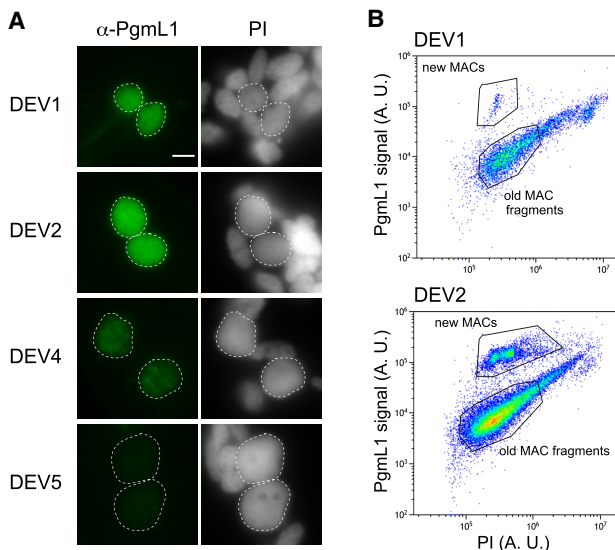 A
α-PgmL1
PI
DEV1
DEV2
DEV4
DEV5
B
DEV1
new MACs
old MAC
fragments
PgmL1 signal (A. U.)
10⁶
10⁵
10⁴
10³
10²
10⁵
10⁶
10⁷
DEV2
new MACs
old MAC fragments
PgmL1 signal (A. U.)
10⁶
10⁵
10⁴
10³
10²
10⁵
10⁶
10⁷
PI (A. U.)